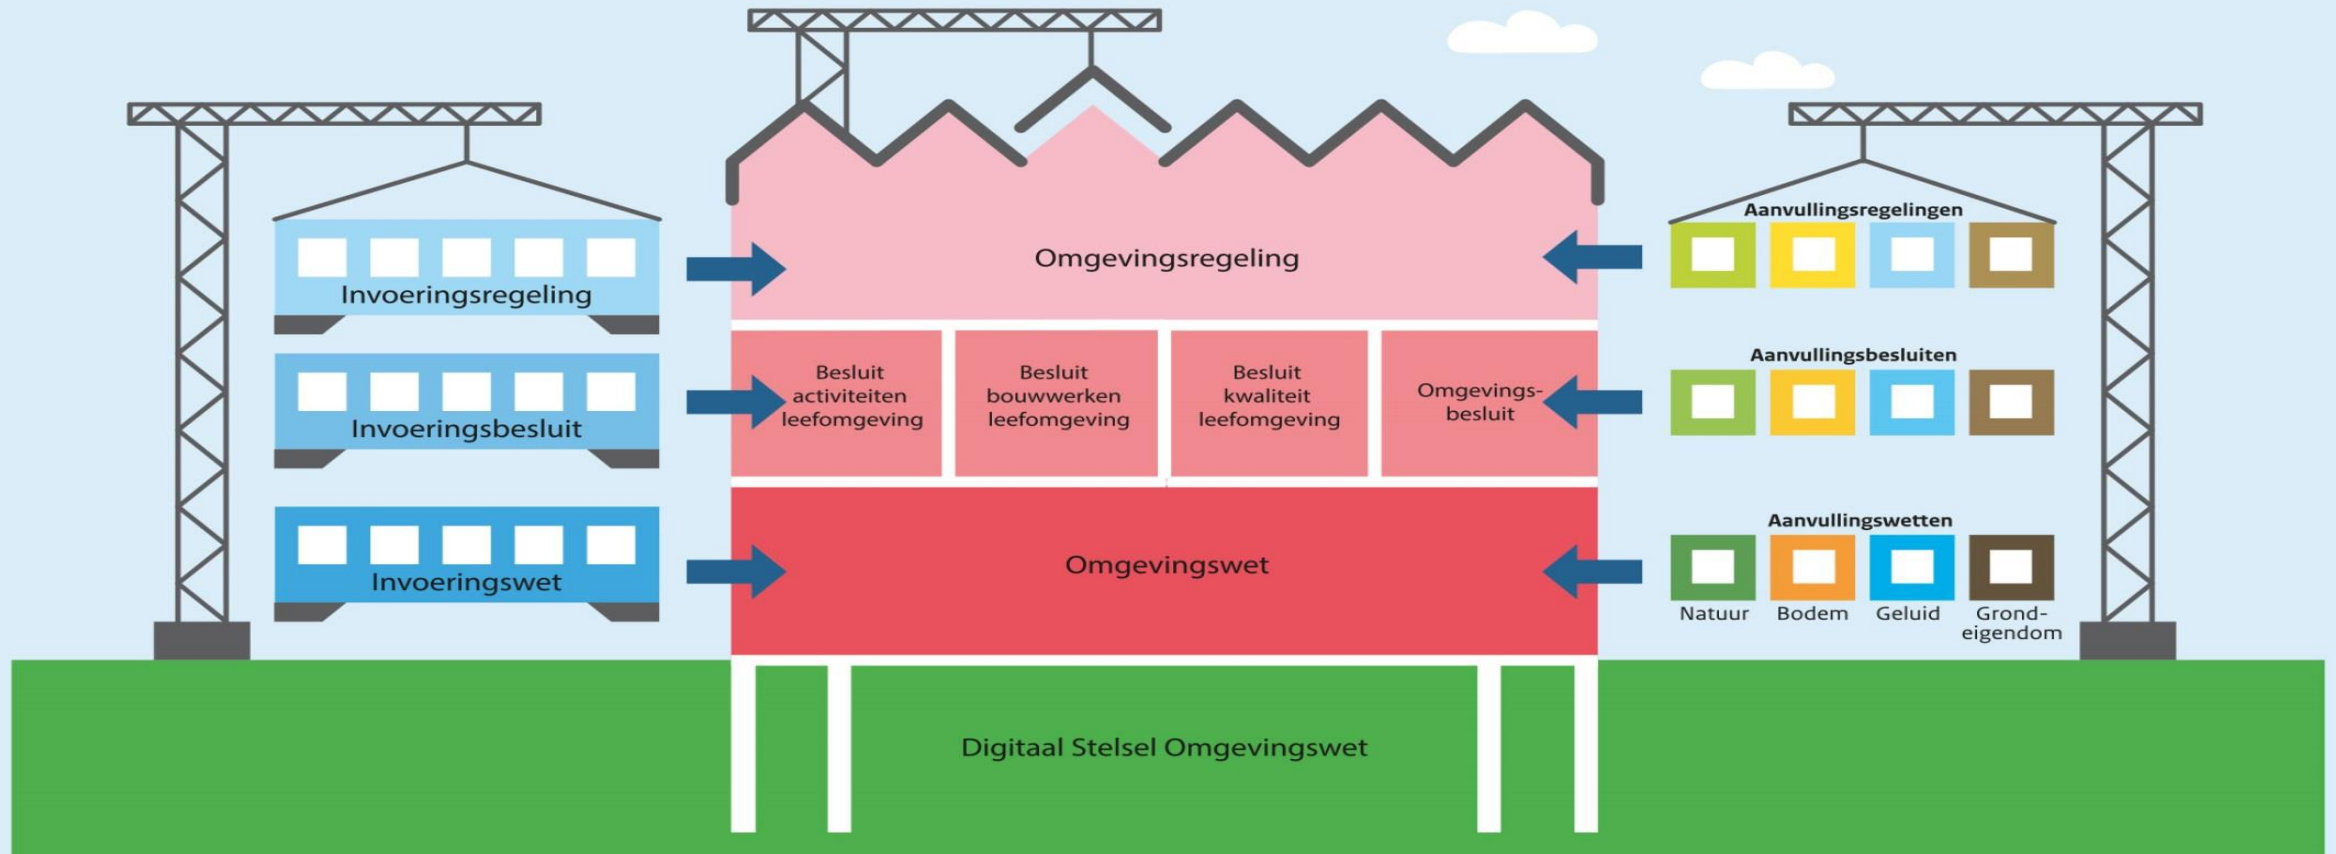 Aanvullingsregelingen
Omgevingsregeling
Invoeringsregeling
Aanvullingsbesluiten
Besluit
activiteiten
leefomgeving
Besluit
bouwwerken
leefomgeving
Besluit
kwaliteit
leefomgeving
Omgevings-
besluit
Invoeringsbesluit
Aanvullingswetten
Omgevingswet
Invoeringswet
Natuur
Bodem
Geluid
Grond-
eigendom
Digitaal Stelsel Omgevingswet